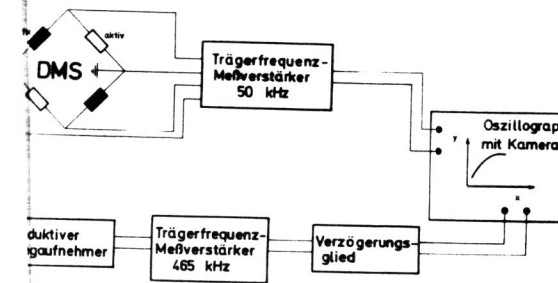 aktiv
DMS
Trägerfrequenz-
Meßverstärker
50 kHz
Oszillograp
mit Kamera
y
x
duktiver
gaufnehmer
Trägerfrequenz-
Meßverstärker
465 kHz
Verzögerungs-
glied